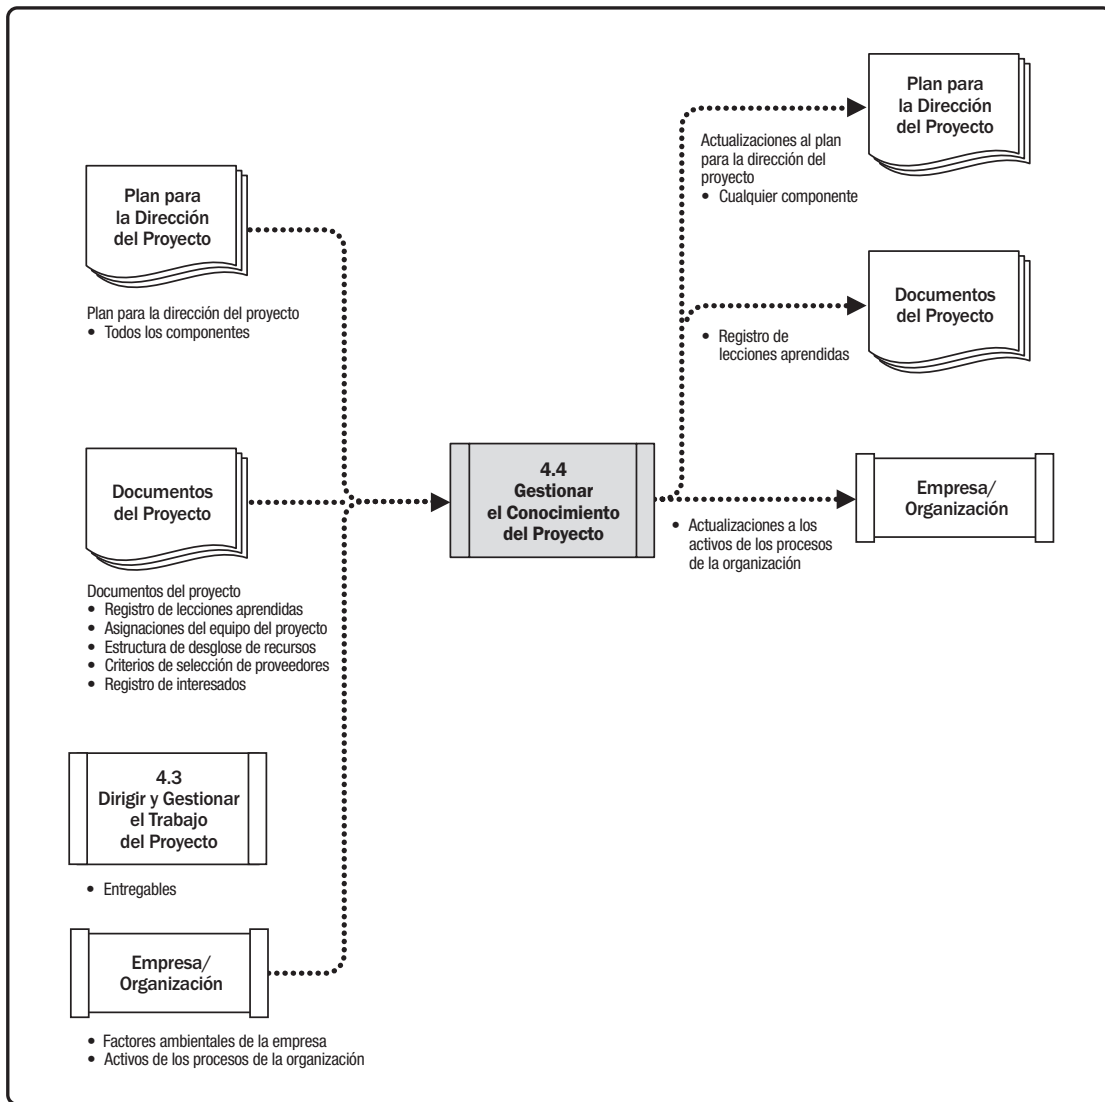 Plan para
la Dirección
del Proyecto
Plan para la dirección del proyecto
• Todos los componentes
Documentos
del Proyecto
Documentos del proyecto
• Registro de lecciones aprendidas
• Asignaciones del equipo del proyecto
• Estructura de desglose de recursos
• Criterios de selección de proveedores
• Registro de interesados
4.3
Dirigir y Gestionar
el Trabajo
del Proyecto
• Entregables
Empresa/
Organización
• Factores ambientales de la empresa
• Activos de los procesos de la organización
4.4
Gestionar
el Conocimiento
del Proyecto
Plan para
la Dirección
del Proyecto
Actualizaciones al plan
para la dirección del
proyecto
• Cualquier componente
Documentos
del Proyecto
• Registro de
lecciones aprendidas
Empresa/
Organización
• Actualizaciones a los
activos de los procesos
de la organización